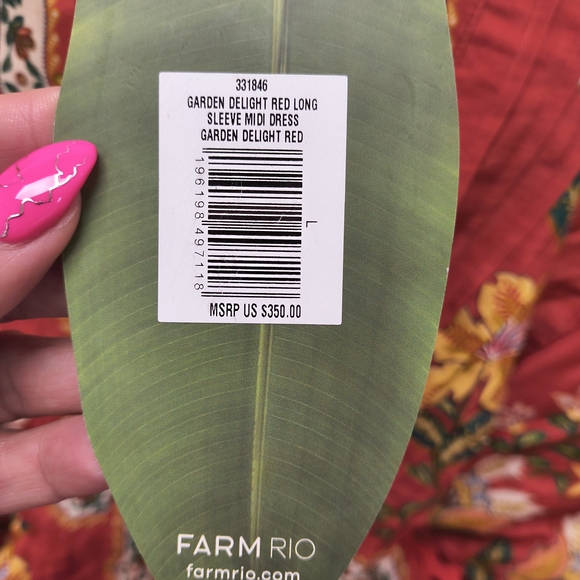 331846
GARDEN DELIGHT RED LONG
SLEEVE MIDI DRESS
GARDEN DELIGHT RED
196198497118
L
MSRP US $350.00
FARM RIO
farmrio.com